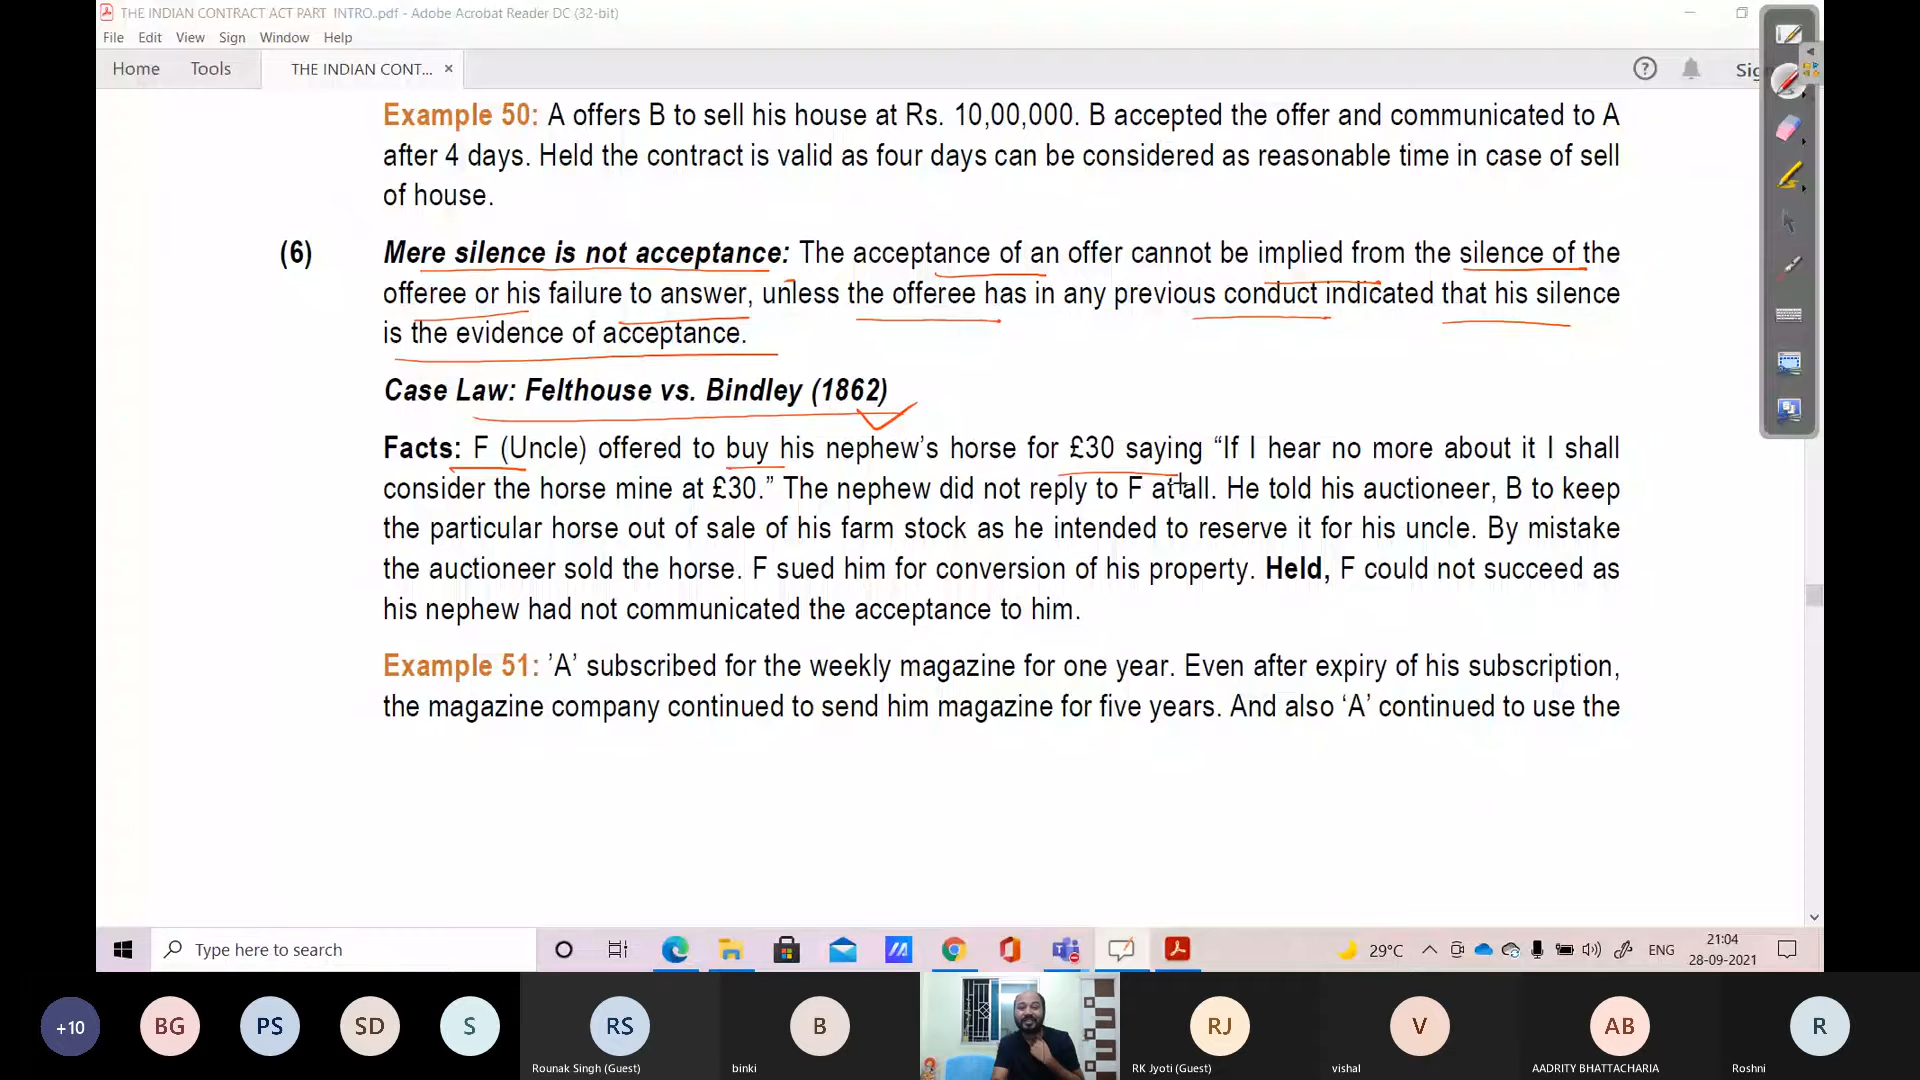 THE INDIAN CONTRACT ACT PART INTRO..pdf - Adobe Acrobat Reader DC (32-bit)
File Edit View Sign Window Help
Home Tools THE INDIAN CONT... × ?
Example 50: A offers B to sell his house at Rs. 10,00,000. B accepted the offer and communicated to A
after 4 days. Held the contract is valid as four days can be considered as reasonable time in case of sell
of house.
(6) Mere silence is not acceptance: The acceptance of an offer cannot be implied from the silence of the
offeree or his failure to answer, unless the offeree has in any previous conduct indicated that his silence
is the evidence of acceptance.
Case Law: Felthouse vs. Bindley (1862)
Facts: F (Uncle) offered to buy his nephew’s horse for £30 saying “If I hear no more about it I shall
consider the horse mine at £30.” The nephew did not reply to F at all. He told his auctioneer, B to keep
the particular horse out of sale of his farm stock as he intended to reserve it for his uncle. By mistake
the auctioneer sold the horse. F sued him for conversion of his property. Held, F could not succeed as
his nephew had not communicated the acceptance to him.
Example 51: ’A’ subscribed for the weekly magazine for one year. Even after expiry of his subscription,
the magazine company continued to send him magazine for five years. And also ‘A’ continued to use the
Type here to search 29°C ENG 21:04
28-09-2021
+10 BG PS SD S RS B RJ V AB R
Rounak Singh (Guest) binki RK Jyoti (Guest) vishal AADRITY BHATTACHARIA Roshni